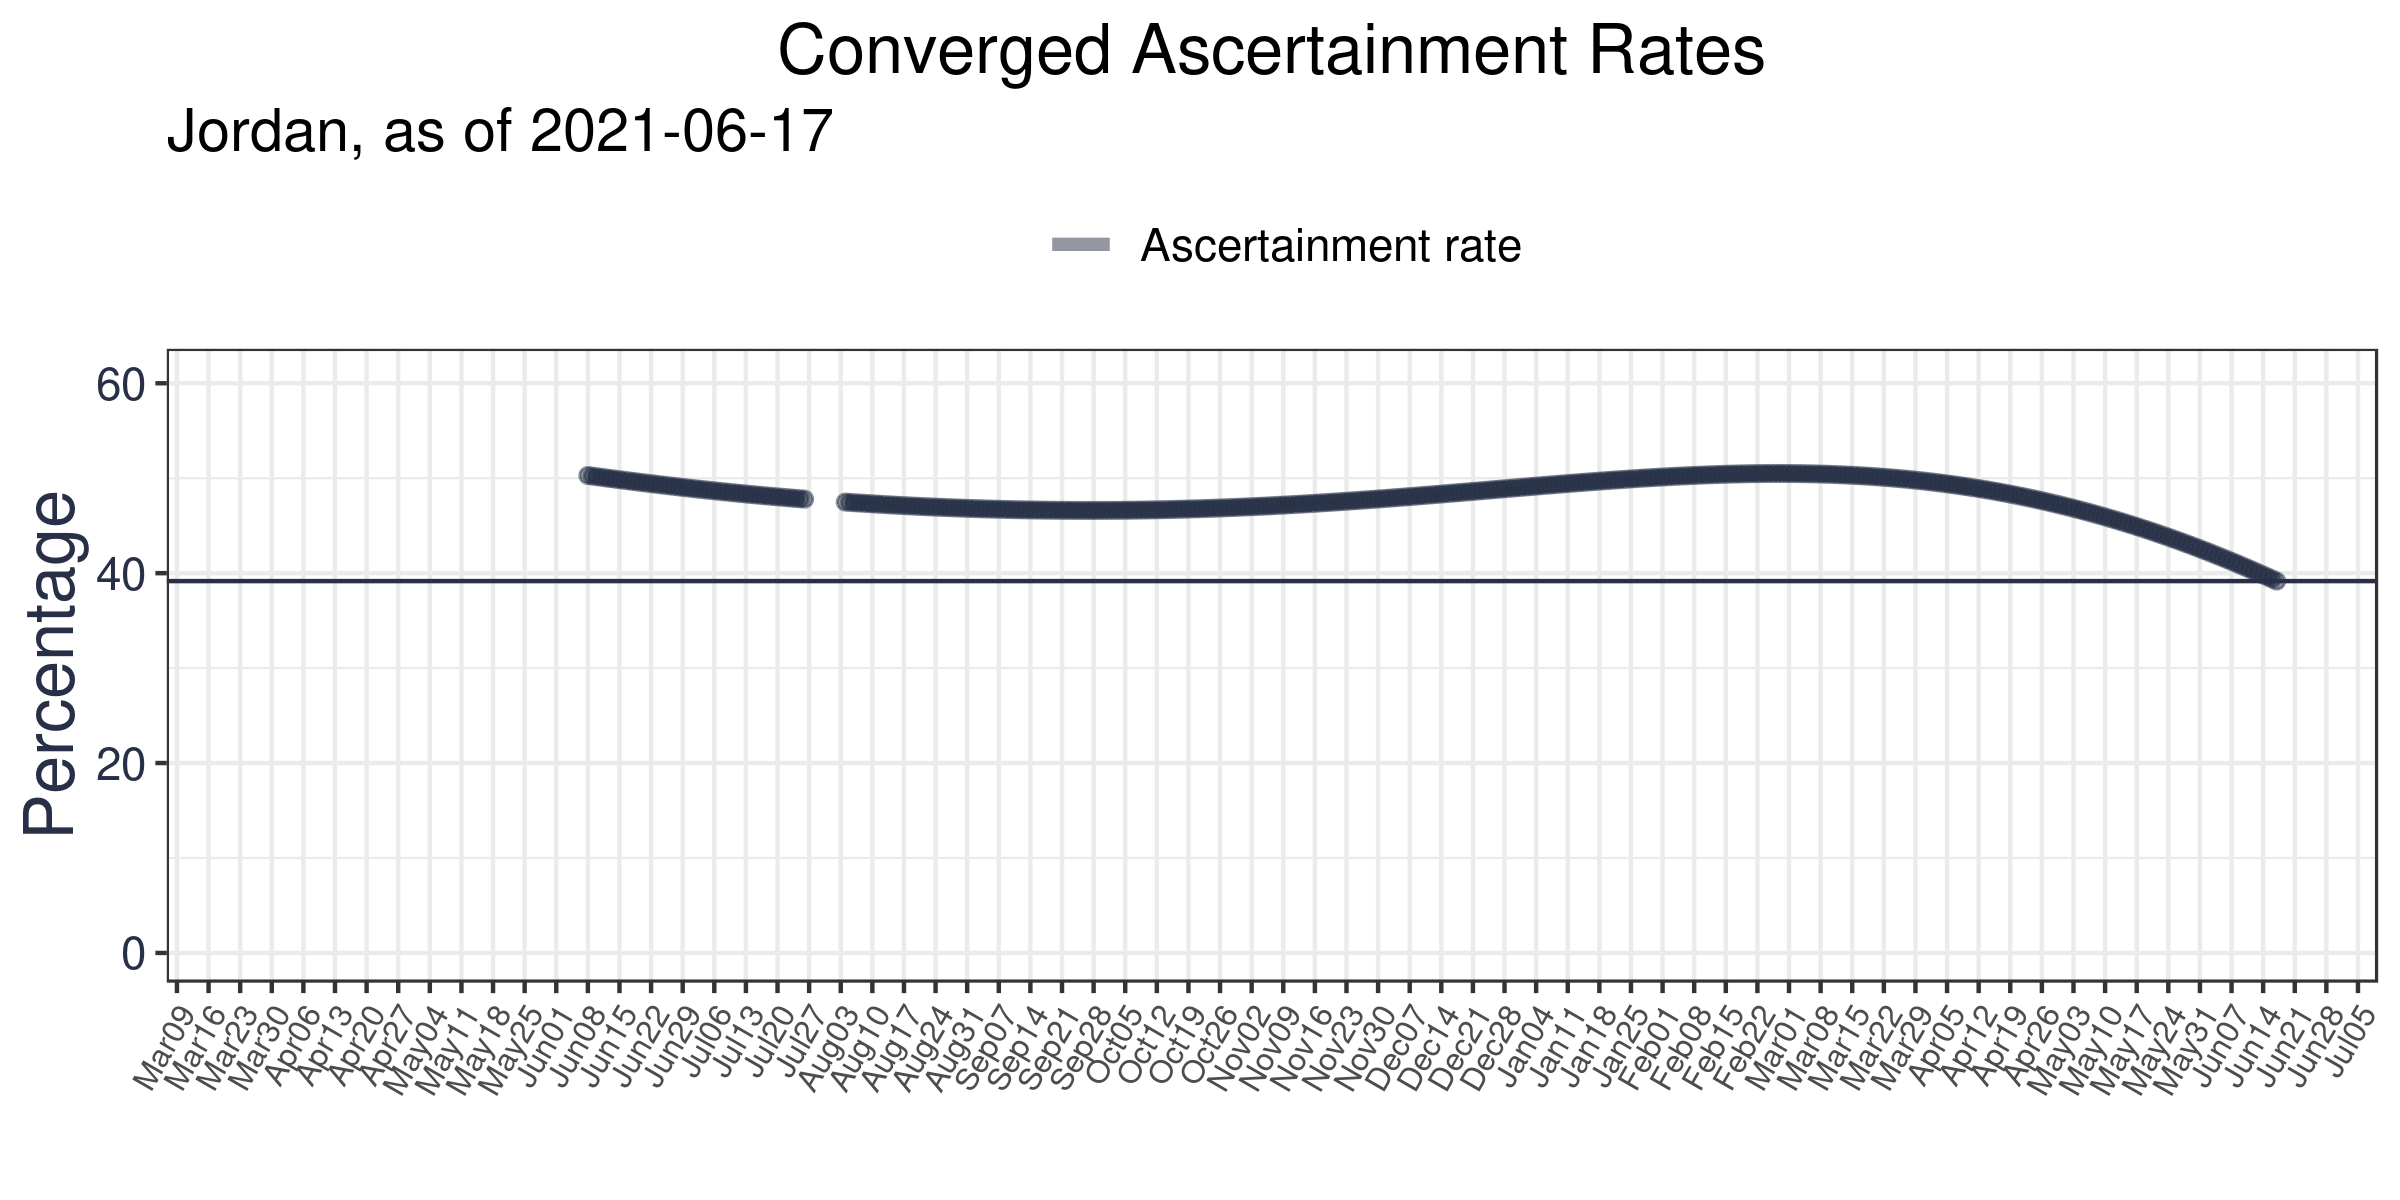 Converged Ascertainment Rates
Jordan, as of 2021-06-17
Ascertainment rate
Percentage
60
40
20
0
Mar09
Mar16
Mar23
Mar30
Apr06
Apr13
Apr20
Apr27
May04
May11
May18
May25
Jun01
Jun08
Jun15
Jun22
Jun29
Jul06
Jul13
Jul20
Jul27
Aug03
Aug10
Aug17
Aug24
Aug31
Sep07
Sep14
Sep21
Sep28
Oct05
Oct12
Oct19
Oct26
Nov02
Nov09
Nov16
Nov23
Nov30
Dec07
Dec14
Dec21
Dec28
Jan04
Jan11
Jan18
Jan25
Feb01
Feb08
Feb15
Feb22
Mar01
Mar08
Mar15
Mar22
Mar29
Apr05
Apr12
Apr19
Apr26
May03
May10
May17
May24
May31
Jun07
Jun14
Jun21
Jun28
Jul05